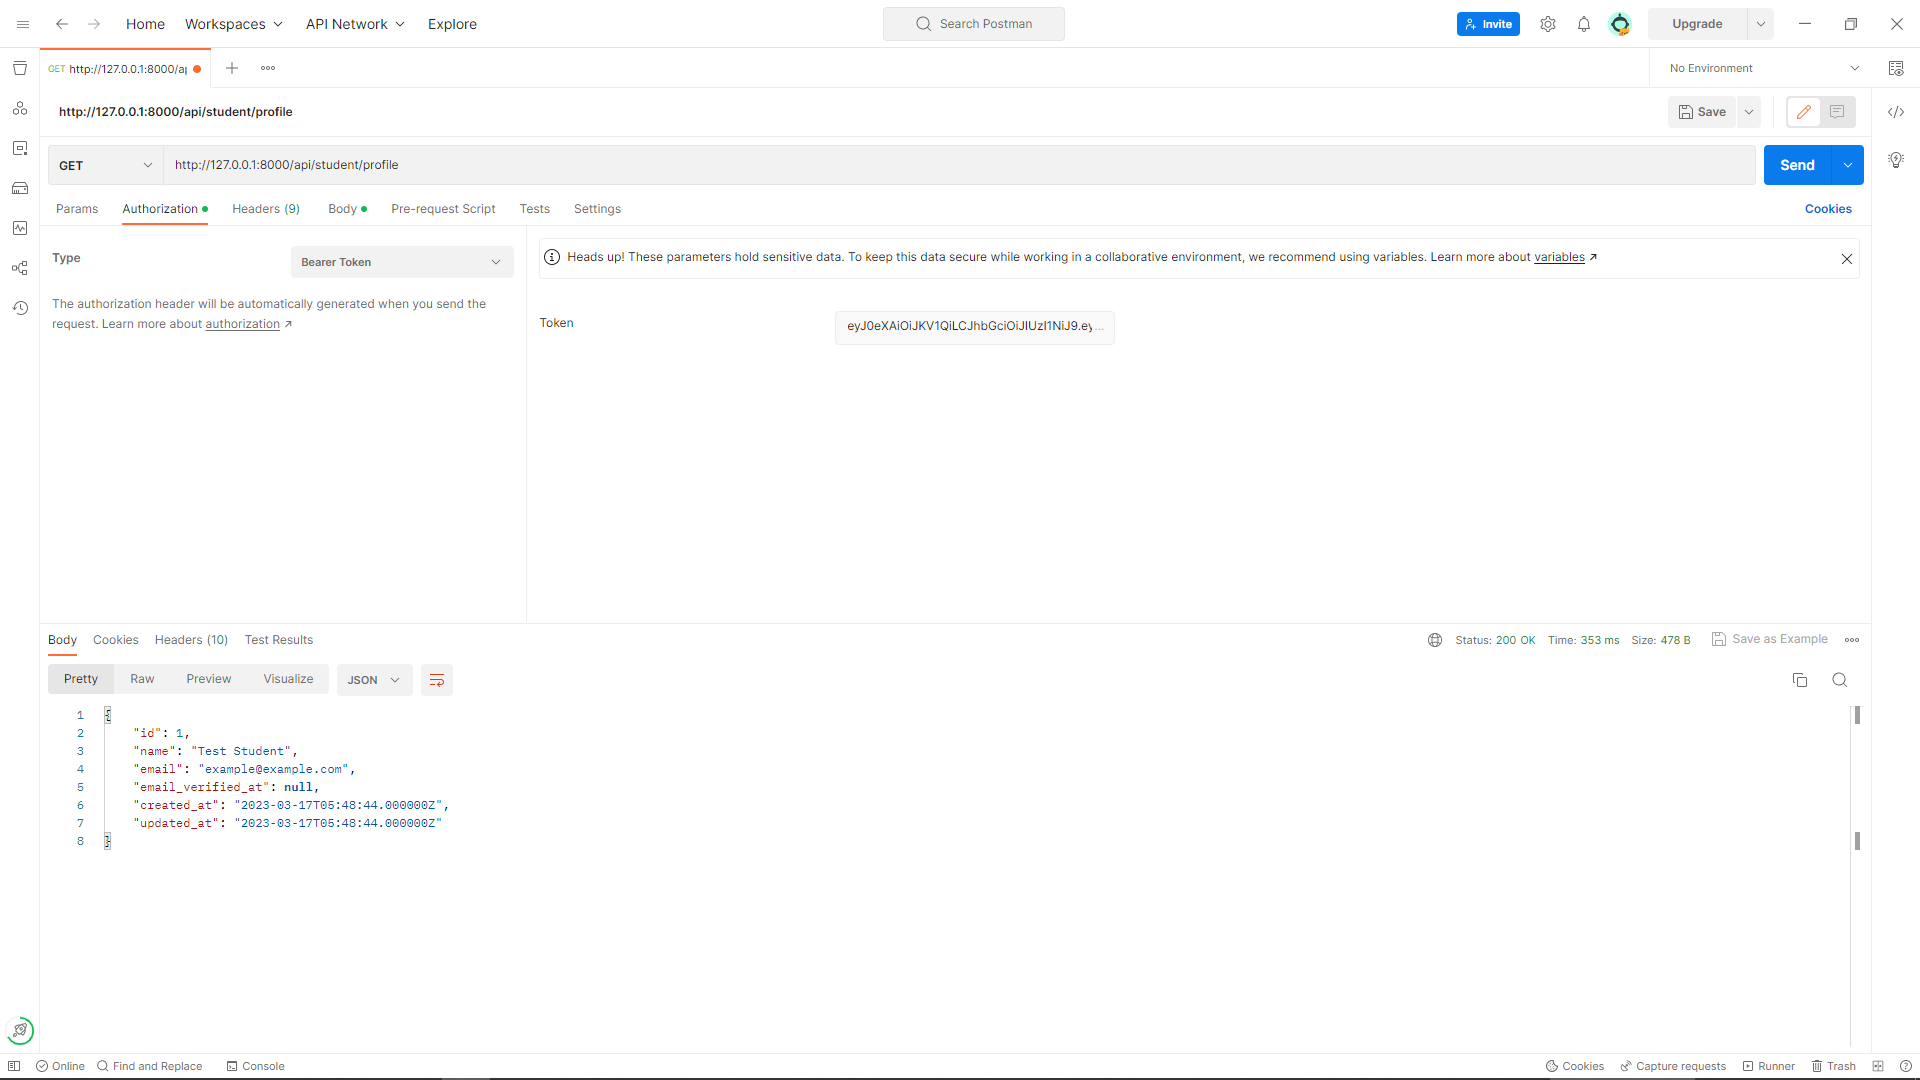 Home Workspaces API Network Explore Search Postman Invite Upgrade
GET http://127.0.0.1:8000/ap No Environment
http://127.0.0.1:8000/api/student/profile Save
GET http://127.0.0.1:8000/api/student/profile Send
Params Authorization Headers (9) Body Pre-request Script Tests Settings Cookies
Type Bearer Token
The authorization header will be automatically generated when you send the
request. Learn more about authorization ↗
Heads up! These parameters hold sensitive data. To keep this data secure while working in a collaborative environment, we recommend using variables. Learn more about variables ↗
Token eyJ0eXAiOiJKV1QiLCJhbGciOiJIUzI1NiJ9.ey...
Body Cookies Headers (10) Test Results Status: 200 OK Time: 353 ms Size: 478 B Save as Example
Pretty Raw Preview Visualize JSON
1 {
2 "id": 1,
3 "name": "Test Student",
4 "email": "example@example.com",
5 "email_verified_at": null,
6 "created_at": "2023-03-17T05:48:44.000000Z",
7 "updated_at": "2023-03-17T05:48:44.000000Z"
8 }
Online Find and Replace Console Cookies Capture requests Runner Trash